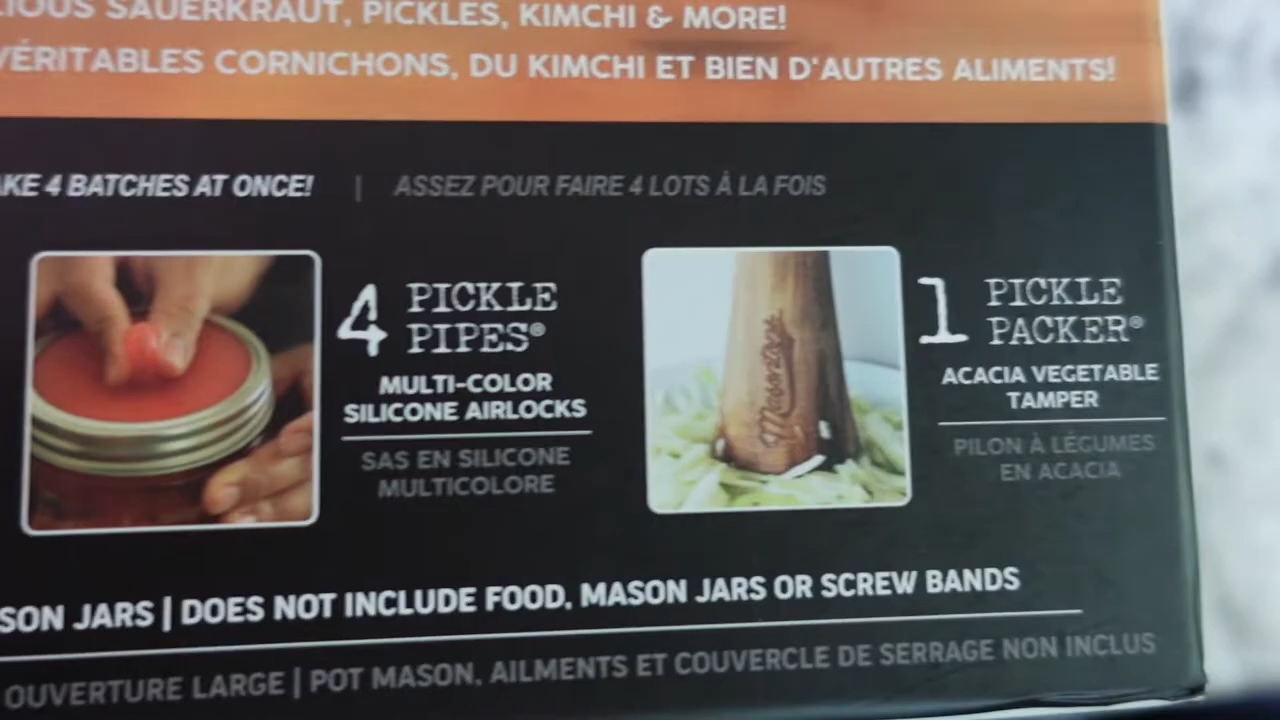 LIOUS SAUERKRAUT, PICKLES, KIMCHI & MORE!
VÉRITABLES CORNICHONS, DU KIMCHI ET BIEN D'AUTRES ALIMENTS!
AKE 4 BATCHES AT ONCE! | ASSEZ POUR FAIRE 4 LOTS À LA FOIS
4 PICKLE
PIPES®
MULTI-COLOR
SILICONE AIRLOCKS
SAS EN SILICONE
MULTICOLORE
Masontops
1 PICKLE
PACKER®
ACACIA VEGETABLE
TAMPER
PILON À LÉGUMES
EN ACACIA
SON JARS | DOES NOT INCLUDE FOOD, MASON JARS OR SCREW BANDS
OUVERTURE LARGE | POT MASON, AILMENTS ET COUVERCLE DE SERRAGE NON INCLUS